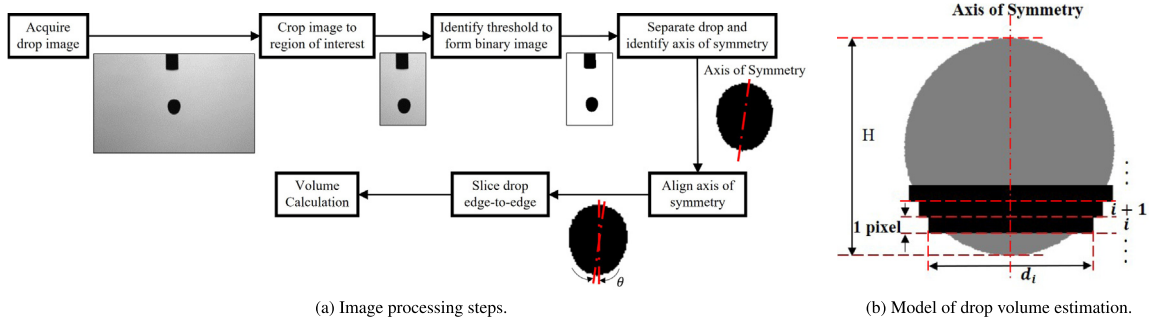 Acquire
drop image
Crop image to
region of interest
Identify threshold to
form binary image
Separate drop and
identify axis of symmetry
Axis of Symmetry
Align axis of
symmetry
Slice drop
edge-to-edge
Volume
Calculation
θ
(a) Image processing steps.
Axis of Symmetry
H
i + 1
i
1 pixel
d_i
(b) Model of drop volume estimation.